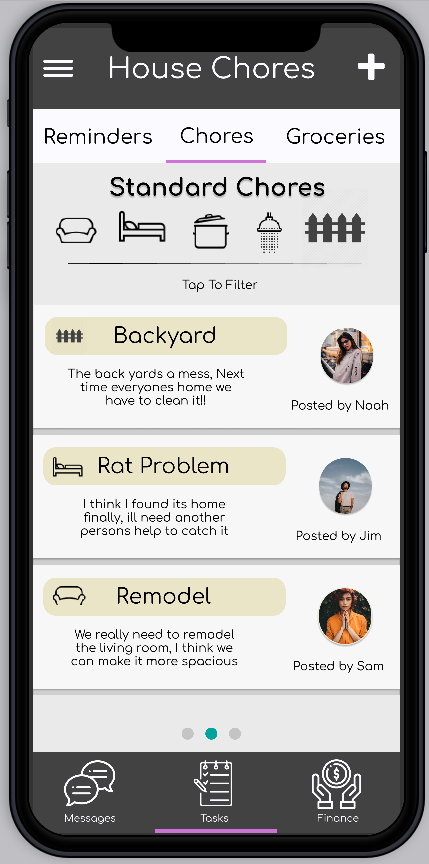 House Chores
Reminders
Chores
Groceries
Standard Chores
Tap To Filter
Backyard
The back yards a mess, Next
time everyones home we
have to clean it!!
Posted by Noah
Rat Problem
I think I found its home
finally, ill need another
persons help to catch it
Posted by Jim
Remodel
We really need to remodel
the living room, I think we
can make it more spacious
Posted by Sam
Messages
Tasks
Finance